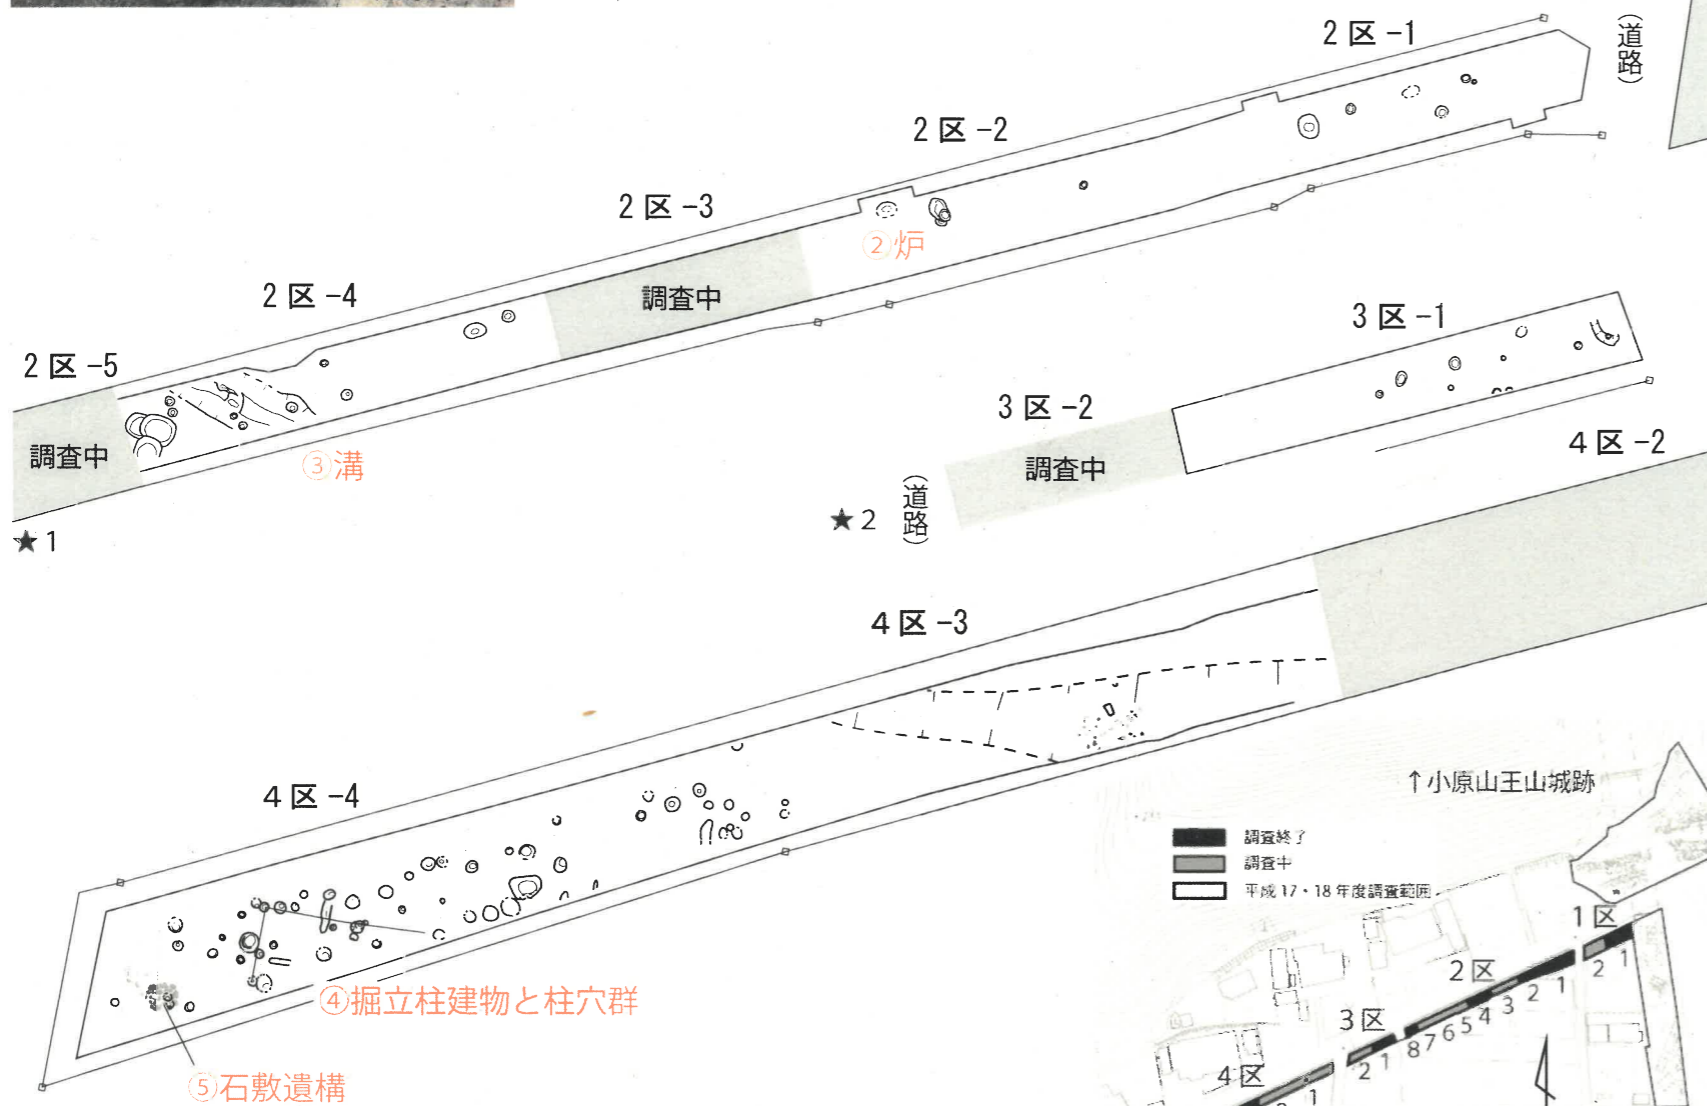 2区-1
(道路)
2区-2
2区-3
②炉
2区-4
調査中
2区-5
調査中
③溝
★1
3区-1
3区-2
調査中
(道路)
★2
4区-2
4区-3
4区-4
④掘立柱建物と柱穴群
⑤石敷遺構
↑小原山王山城跡
調査終了
調査中
平成17・18年度調査範囲
1区
2 1
2区
8 7 6 5 4 3 2 1
3区
2 1
4区
1